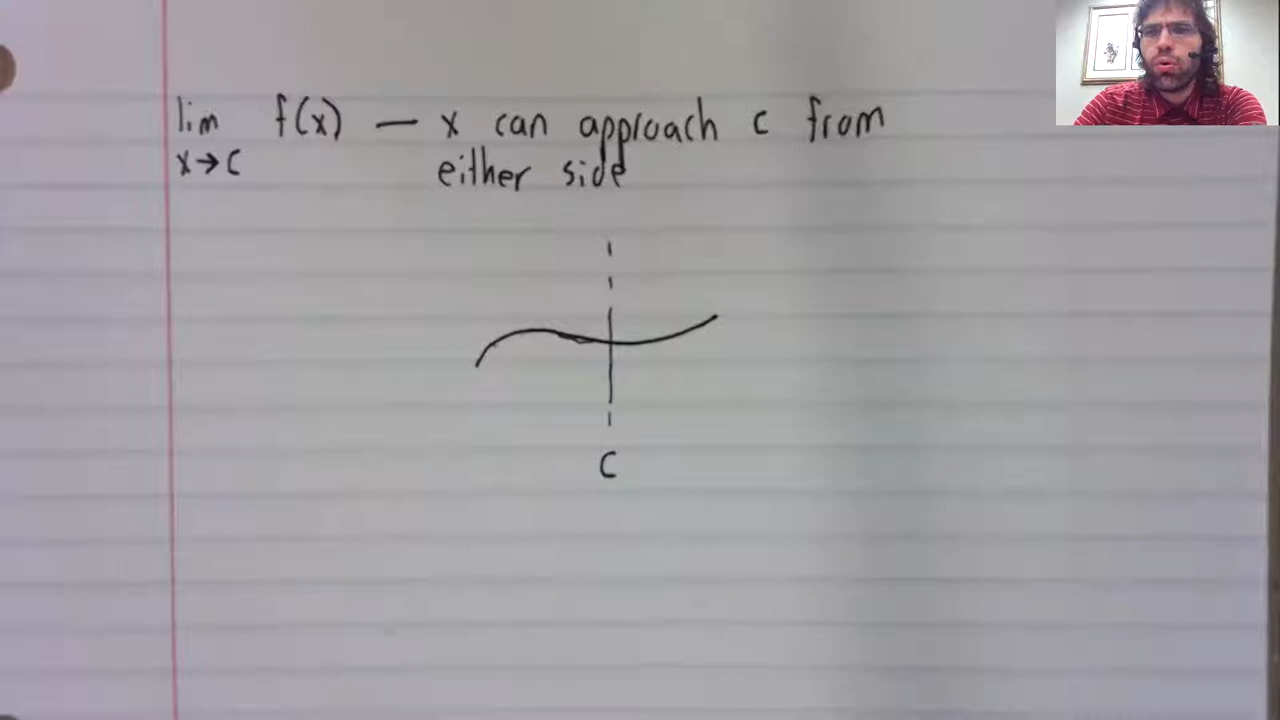 lim f(x) — x can approach c from
x→c either side
c